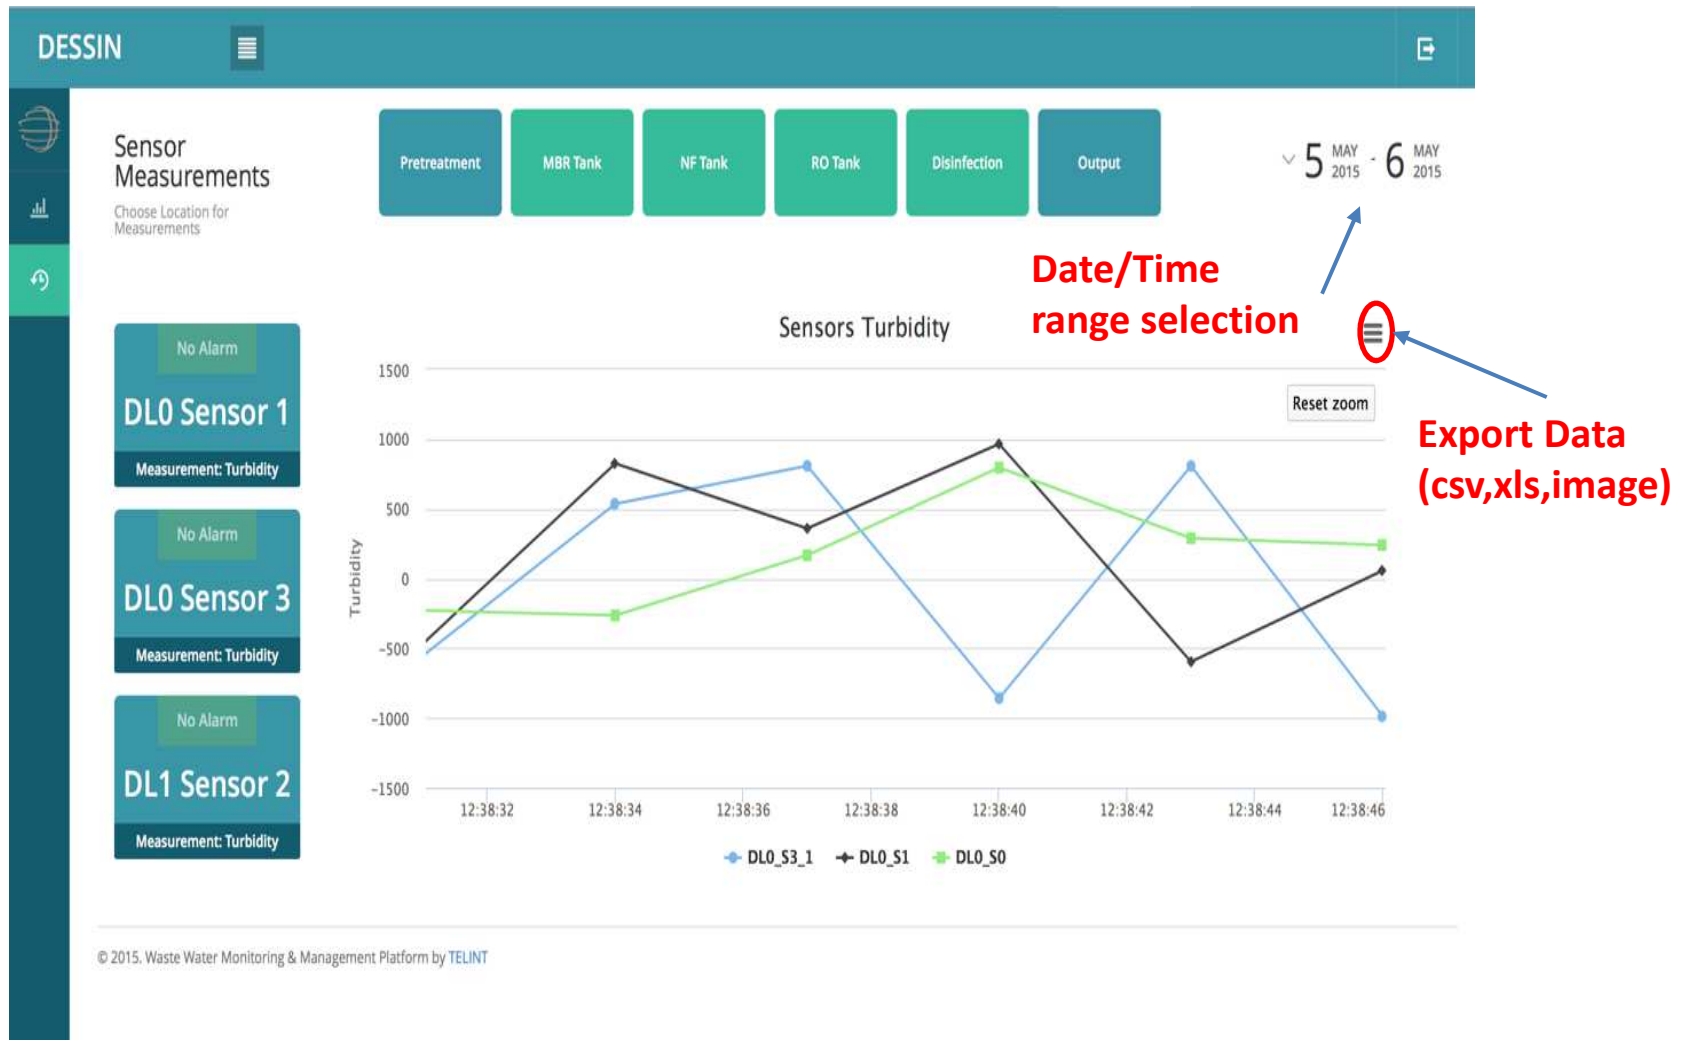 DESSIN
Sensor
Measurements
Choose Location for
Measurements
Pretreatment
MBR Tank
NF Tank
RO Tank
Disinfection
Output
5 MAY 2015 - 6 MAY 2015
Date/Time
range selection
Export Data
(csv,xls,image)
No Alarm
DL0 Sensor 1
Measurement: Turbidity
No Alarm
DL0 Sensor 3
Measurement: Turbidity
No Alarm
DL1 Sensor 2
Measurement: Turbidity
Sensors Turbidity
Reset zoom
Turbidity
1500
1000
500
0
−500
−1000
−1500
12:38:32 12:38:34 12:38:36 12:38:38 12:38:40 12:38:42 12:38:44 12:38:46
DL0_S3_1 DL0_S1 DL0_S0
© 2015. Waste Water Monitoring & Management Platform by TELINT